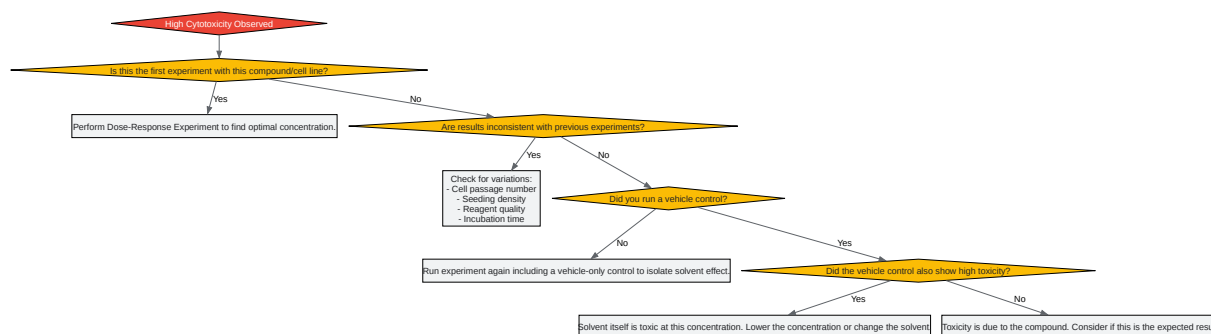 High Cytotoxicity Observed
Is this the first experiment with this compound/cell line?
Yes
No
Perform Dose-Response Experiment to find optimal concentration.
Are results inconsistent with previous experiments?
Yes
No
Check for variations:
- Cell passage number
- Seeding density
- Reagent quality
- Incubation time
Did you run a vehicle control?
No
Yes
Run experiment again including a vehicle-only control to isolate solvent effect.
Did the vehicle control also show high toxicity?
Yes
No
Solvent itself is toxic at this concentration. Lower the concentration or change the solvent.
Toxicity is due to the compound. Consider if this is the expected